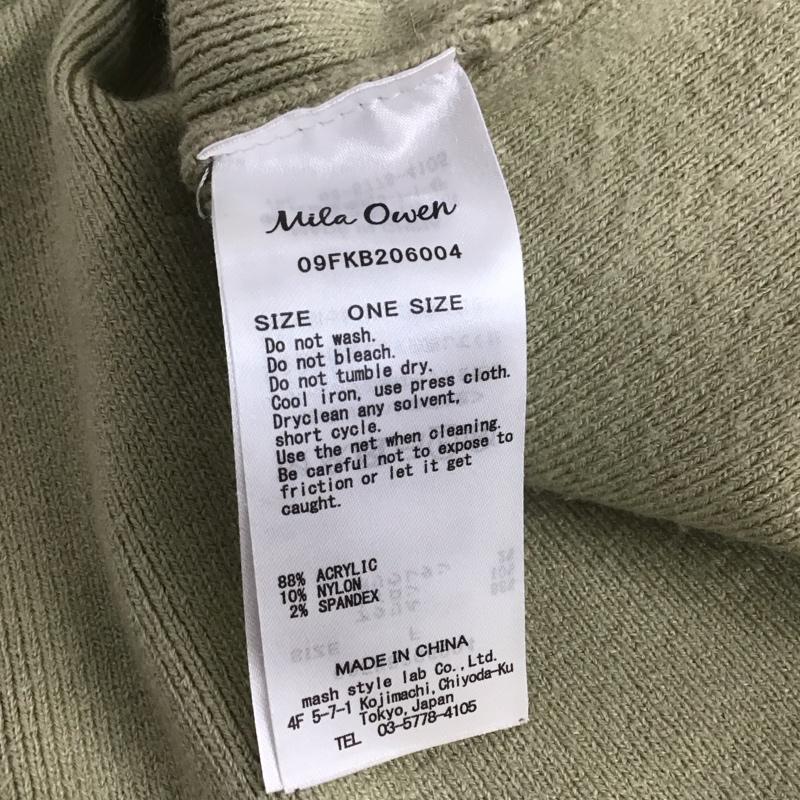 Mila Owen
09FKB206004
SIZE ONE SIZE
Do not wash.
Do not bleach.
Do not tumble dry.
Cool iron, use press cloth.
Dryclean any solvent,
short cycle.
Use the net when cleaning.
Be careful not to expose to
friction or let it get
caught.
88% ACRYLIC
10% NYLON
2% SPANDEX
MADE IN CHINA
mash style lab Co.,Ltd.
4F 5-7-1 Kojimachi,Chiyoda-Ku
Tokyo,Japan
TEL 03-5778-4105